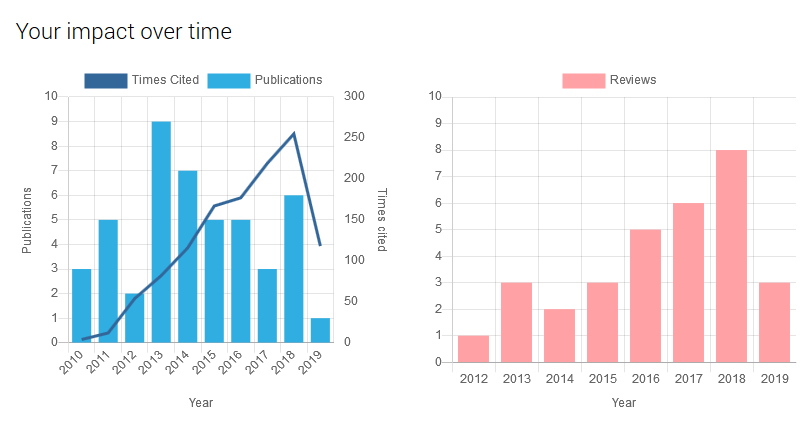 Your impact over time
Times Cited Publications
10 300
9
8 250
7
6 200
5 150
4
3 100
2
1 50
0 0
Publications
Times cited
2010 2011 2012 2013 2014 2015 2016 2017 2018 2019
Year
Reviews
10
9
8
7
6
5
4
3
2
1
0
2012 2013 2014 2015 2016 2017 2018 2019
Year